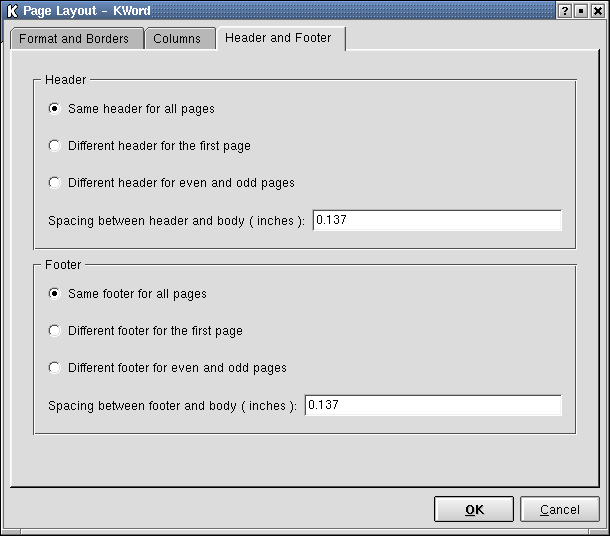 Page Layout - KWord
Format and Borders Columns Header and Footer
Header
Same header for all pages
Different header for the first page
Different header for even and odd pages
Spacing between header and body ( inches ): 0.137
Footer
Same footer for all pages
Different footer for the first page
Different footer for even and odd pages
Spacing between footer and body ( inches ): 0.137
OK Cancel